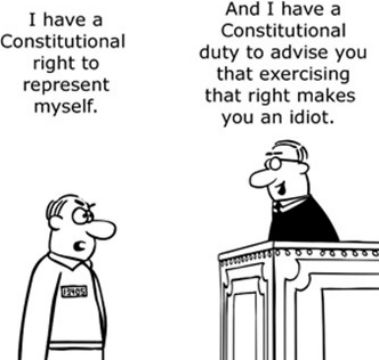 I have a
Constitutional
right to
represent
myself.
And I have a
Constitutional
duty to advise you
that exercising
that right makes
you an idiot.